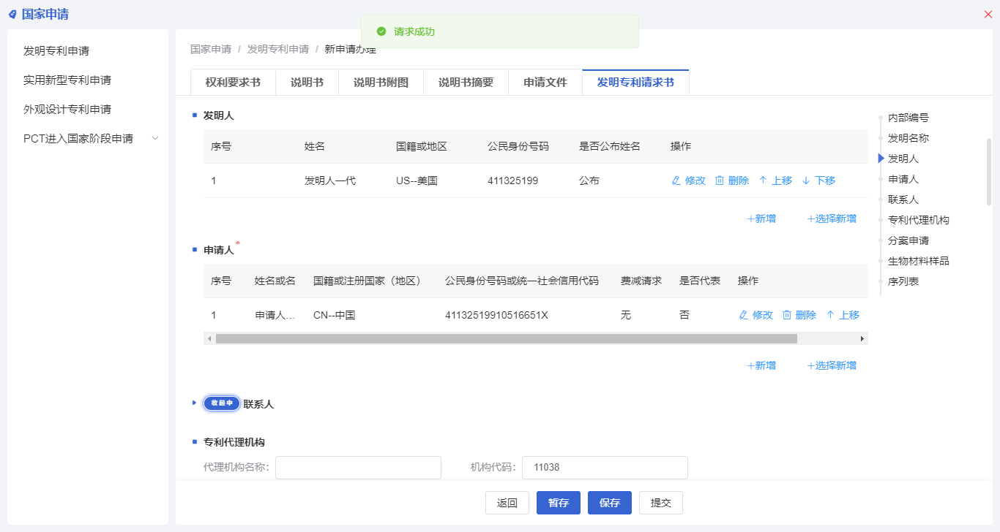 国家申请
请求成功
发明专利申请
实用新型专利申请
外观设计专利申请
PCT进入国家阶段申请
国家申请 / 发明专利申请 / 新申请办理
权利要求书 说明书 说明书附图 说明书摘要 申请文件 发明专利请求书
发明人
序号 姓名 国籍或地区 公民身份号码 是否公布姓名 操作
1 发明人一代 US--美国 411325199 公布 修改 删除 上移 下移
+新增 +选择新增
申请人*
序号 姓名或名 国籍或注册国家（地区） 公民身份号码或统一社会信用代码 费减请求 是否代表 操作
1 申请人... CN--中国 41132519910516651X 无 否 修改 删除 上移
+新增 +选择新增
收起中 联系人
专利代理机构
代理机构名称: 机构代码: 11038
返回 暂存 保存 提交
内部编号
发明名称
发明人
申请人
联系人
专利代理机构
分案申请
生物材料样品
序列表